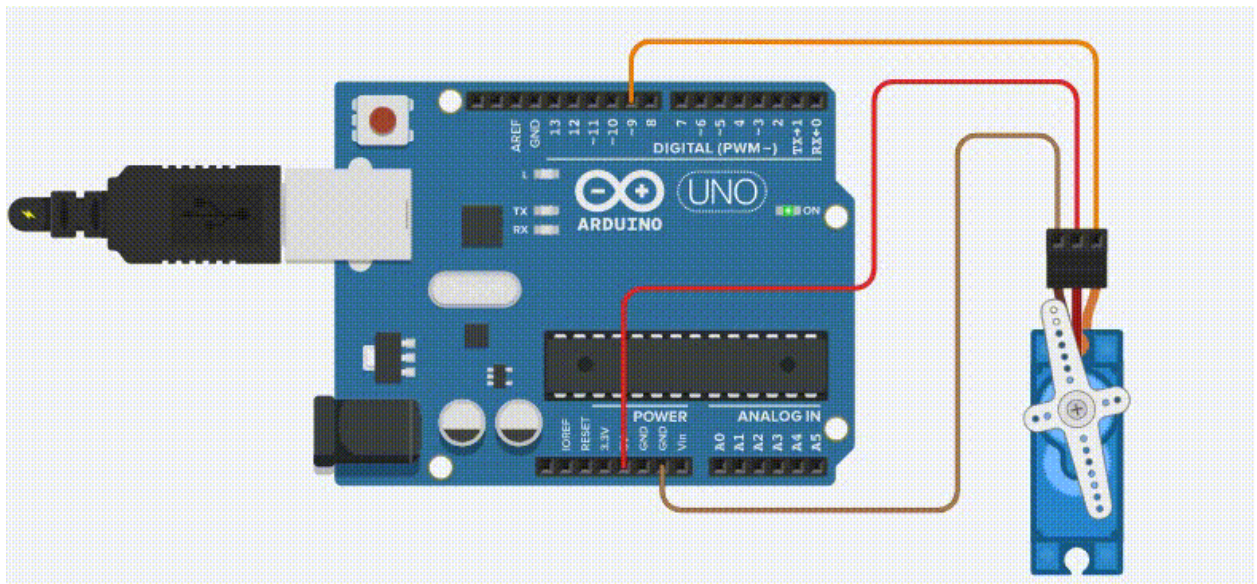 AREF
GND
13
12
~11
~10
~9
8
7
~6
~5
4
~3
2
TX→1
RX←0
DIGITAL (PWM~)
L
TX
RX
UNO
ON
ARDUINO
IOREF
RESET
3.3V
GND
GND
Vin
POWER
ANALOG IN
A0
A1
A2
A3
A4
A5